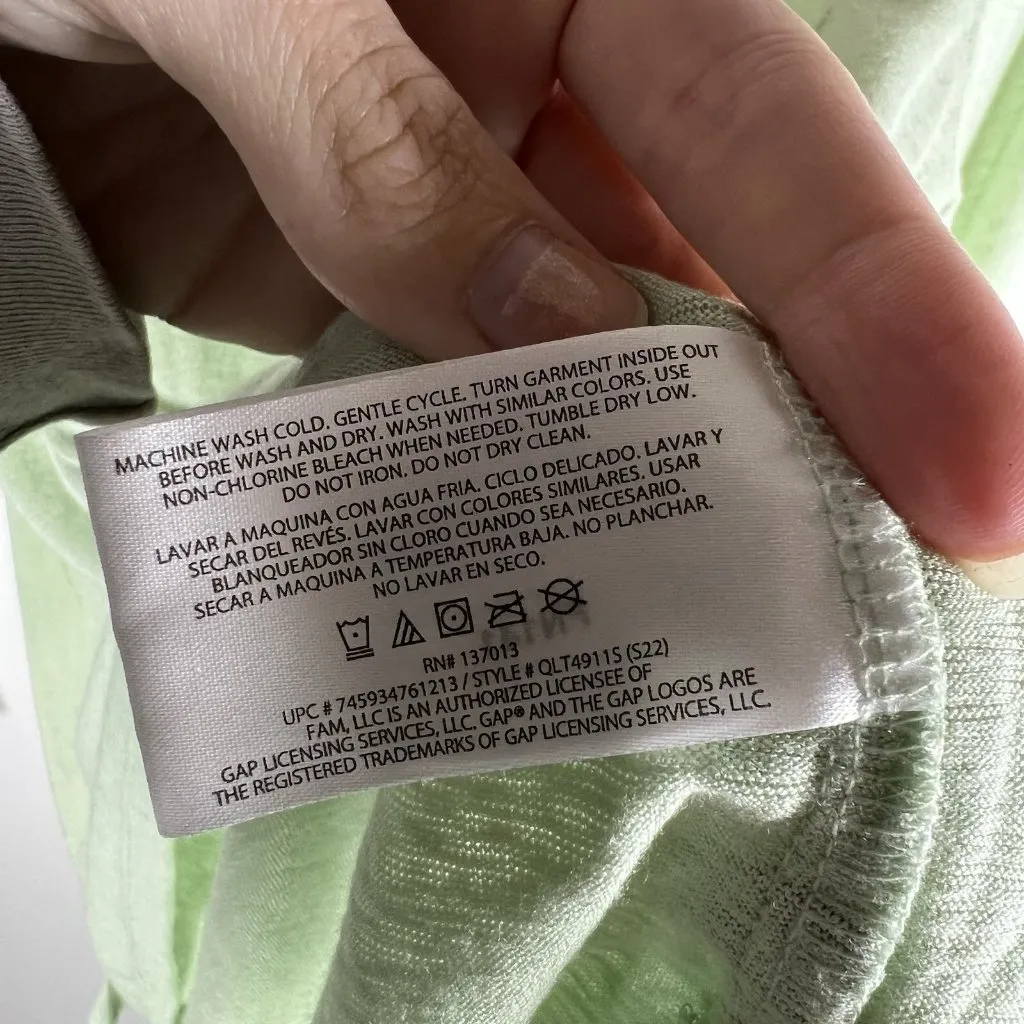 MACHINE WASH COLD. GENTLE CYCLE. TURN GARMENT INSIDE OUT
BEFORE WASH AND DRY. WASH WITH SIMILAR COLORS. USE
NON-CHLORINE BLEACH WHEN NEEDED. TUMBLE DRY LOW.
DO NOT IRON. DO NOT DRY CLEAN.
LAVAR A MAQUINA CON AGUA FRIA. CICLO DELICADO. LAVAR Y
SECAR DEL REVÉS. LAVAR CON COLORES SIMILARES. USAR
BLANQUEADOR SIN CLORO CUANDO SEA NECESARIO.
SECAR A MAQUINA A TEMPERATURA BAJA. NO PLANCHAR.
NO LAVAR EN SECO.
RN# 137013
UPC # 745934761213 / STYLE # QLT4911S (S22)
FAM, LLC IS AN AUTHORIZED LICENSEE OF
GAP LICENSING SERVICES, LLC. GAP® AND THE GAP LOGOS ARE
THE REGISTERED TRADEMARKS OF GAP LICENSING SERVICES, LLC.